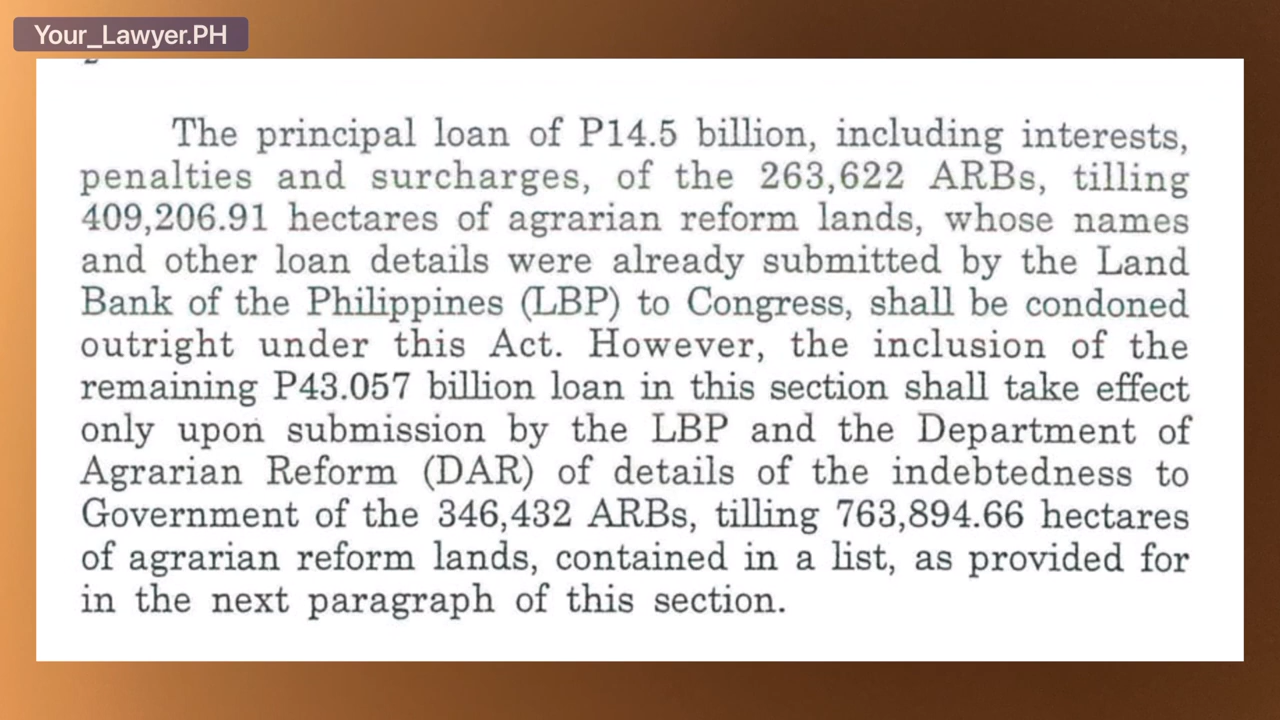 Your_Lawyer.PH
The principal loan of P14.5 billion, including interests,
penalties and surcharges, of the 263,622 ARBs, tilling
409,206.91 hectares of agrarian reform lands, whose names
and other loan details were already submitted by the Land
Bank of the Philippines (LBP) to Congress, shall be condoned
outright under this Act. However, the inclusion of the
remaining P43.057 billion loan in this section shall take effect
only upon submission by the LBP and the Department of
Agrarian Reform (DAR) of details of the indebtedness to
Government of the 346,432 ARBs, tilling 763,894.66 hectares
of agrarian reform lands, contained in a list, as provided for
in the next paragraph of this section.